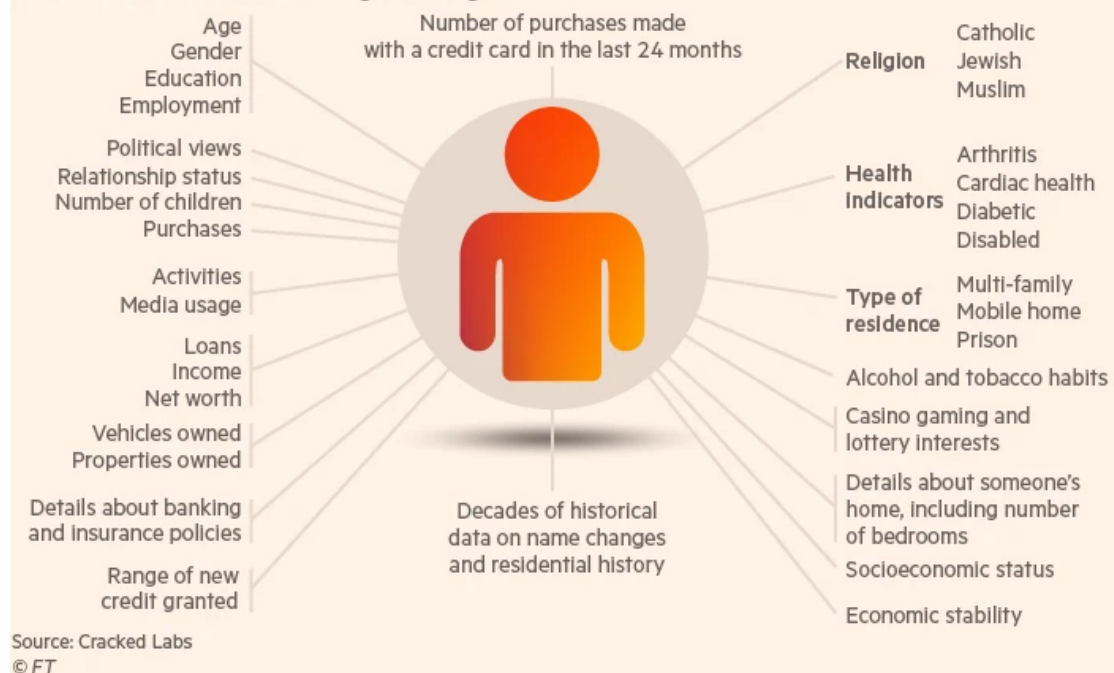 Age
Gender
Education
Employment
Political views
Relationship status
Number of children
Purchases
Activities
Media usage
Loans
Income
Net worth
Vehicles owned
Properties owned
Details about banking
and insurance policies
Range of new
credit granted
Number of purchases made
with a credit card in the last 24 months
Decades of historical
data on name changes
and residential history
Religion
Catholic
Jewish
Muslim
Health
indicators
Arthritis
Cardiac health
Diabetic
Disabled
Type of
residence
Multi-family
Mobile home
Prison
Alcohol and tobacco habits
Casino gaming and
lottery interests
Details about someone's
home, including number
of bedrooms
Socioeconomic status
Economic stability
Source: Cracked Labs
© FT